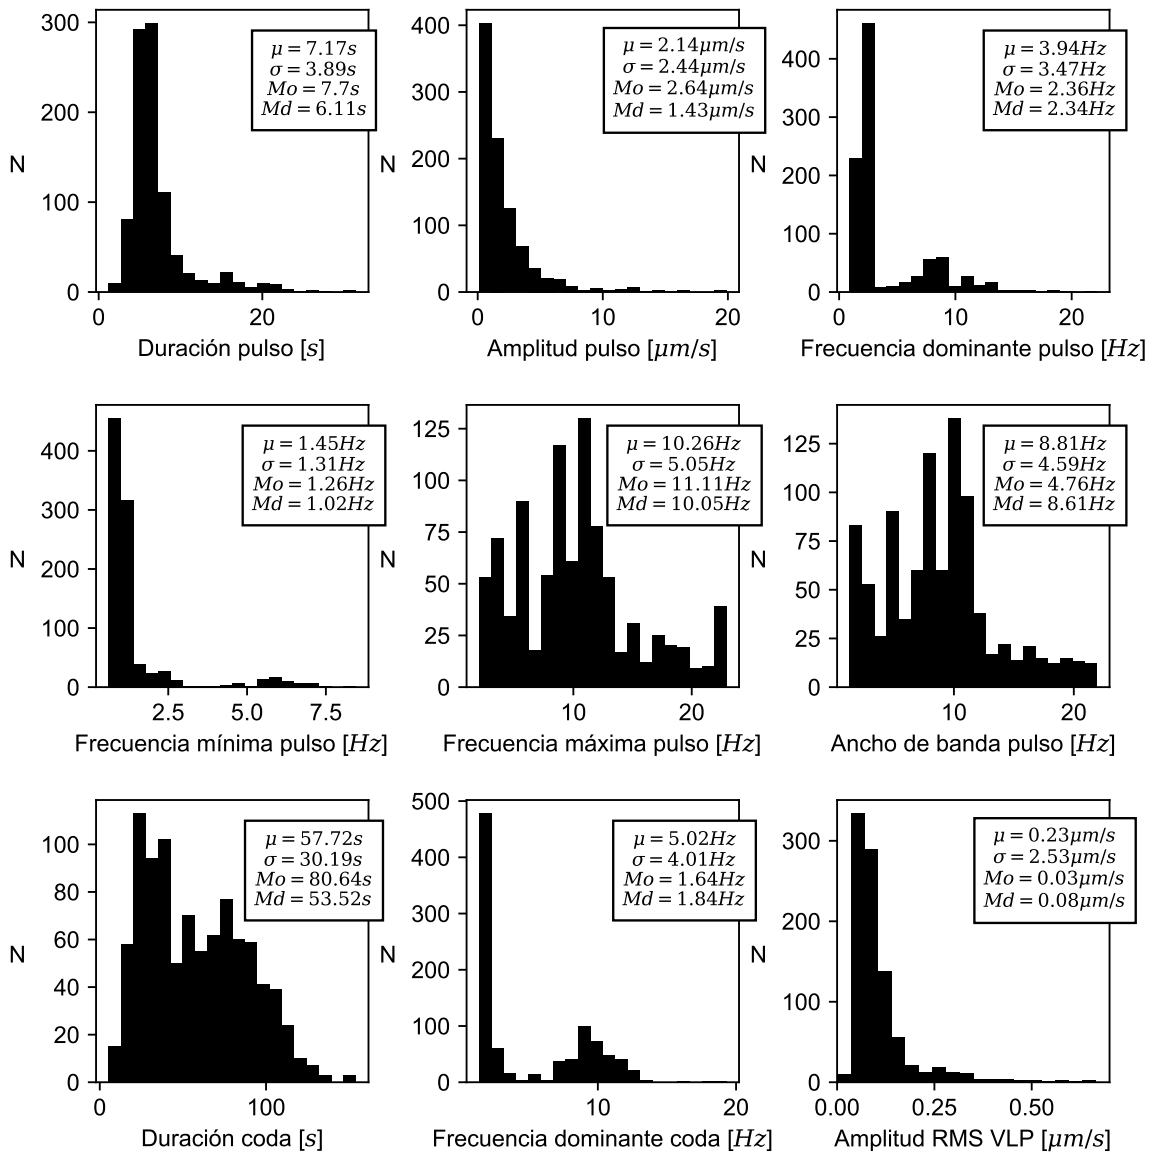 300
200
100
0
N
μ = 7.17s
σ = 3.89s
Mo = 7.7s
Md = 6.11s
0 20
Duración pulso [s]
400
300
200
100
0
N
μ = 2.14μm/s
σ = 2.44μm/s
Mo = 2.64μm/s
Md = 1.43μm/s
0 10 20
Amplitud pulso [μm/s]
400
300
200
100
0
N
μ = 3.94Hz
σ = 3.47Hz
Mo = 2.36Hz
Md = 2.34Hz
0 10 20
Frecuencia dominante pulso [Hz]
400
300
200
100
0
N
μ = 1.45Hz
σ = 1.31Hz
Mo = 1.26Hz
Md = 1.02Hz
2.5 5.0 7.5
Frecuencia mínima pulso [Hz]
125
100
75
50
25
0
N
μ = 10.26Hz
σ = 5.05Hz
Mo = 11.11Hz
Md = 10.05Hz
10 20
Frecuencia máxima pulso [Hz]
125
100
75
50
25
0
N
μ = 8.81Hz
σ = 4.59Hz
Mo = 4.76Hz
Md = 8.61Hz
10 20
Ancho de banda pulso [Hz]
100
80
60
40
20
0
N
μ = 57.72s
σ = 30.19s
Mo = 80.64s
Md = 53.52s
0 100
Duración coda [s]
500
400
300
200
100
0
N
μ = 5.02Hz
σ = 4.01Hz
Mo = 1.64Hz
Md = 1.84Hz
10 20
Frecuencia dominante coda [Hz]
300
200
100
0
N
μ = 0.23μm/s
σ = 2.53μm/s
Mo = 0.03μm/s
Md = 0.08μm/s
0.00 0.25 0.50
Amplitud RMS VLP [μm/s]